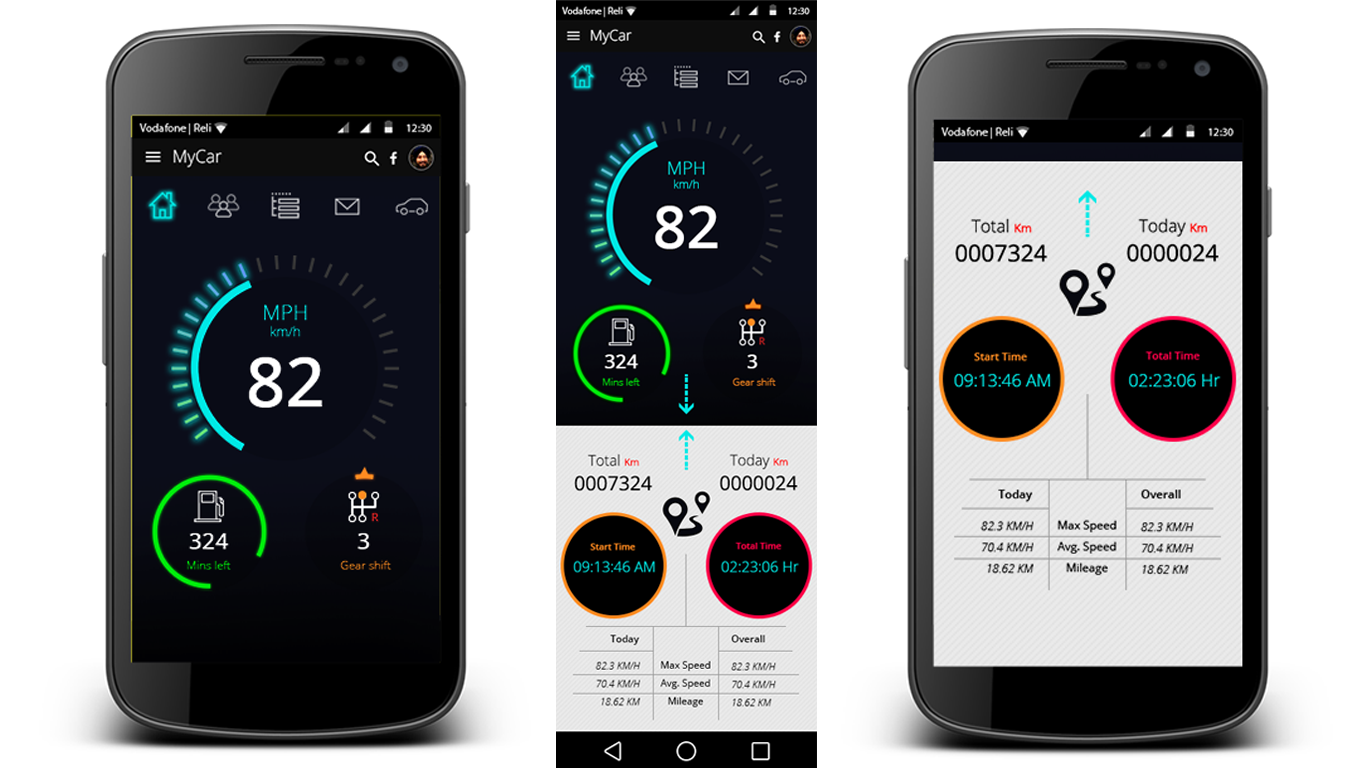 Vodafone | Reli 12:30
MyCar f
MPH
km/h
82
324
Mins left
R
3
Gear shift
Vodafone | Reli 12:30
MyCar f
MPH
km/h
82
324
Mins left
R
3
Gear shift
Total Km
0007324
Today Km
0000024
Start Time
09:13:46 AM
Total Time
02:23:06 Hr
Today Overall
82.3 KM/H Max Speed 82.3 KM/H
70.4 KM/H Avg. Speed 70.4 KM/H
18.62 KM Mileage 18.62 KM
Vodafone | Reli 12:30
Total Km
0007324
Today Km
0000024
Start Time
09:13:46 AM
Total Time
02:23:06 Hr
Today Overall
82.3 KM/H Max Speed 82.3 KM/H
70.4 KM/H Avg. Speed 70.4 KM/H
18.62 KM Mileage 18.62 KM